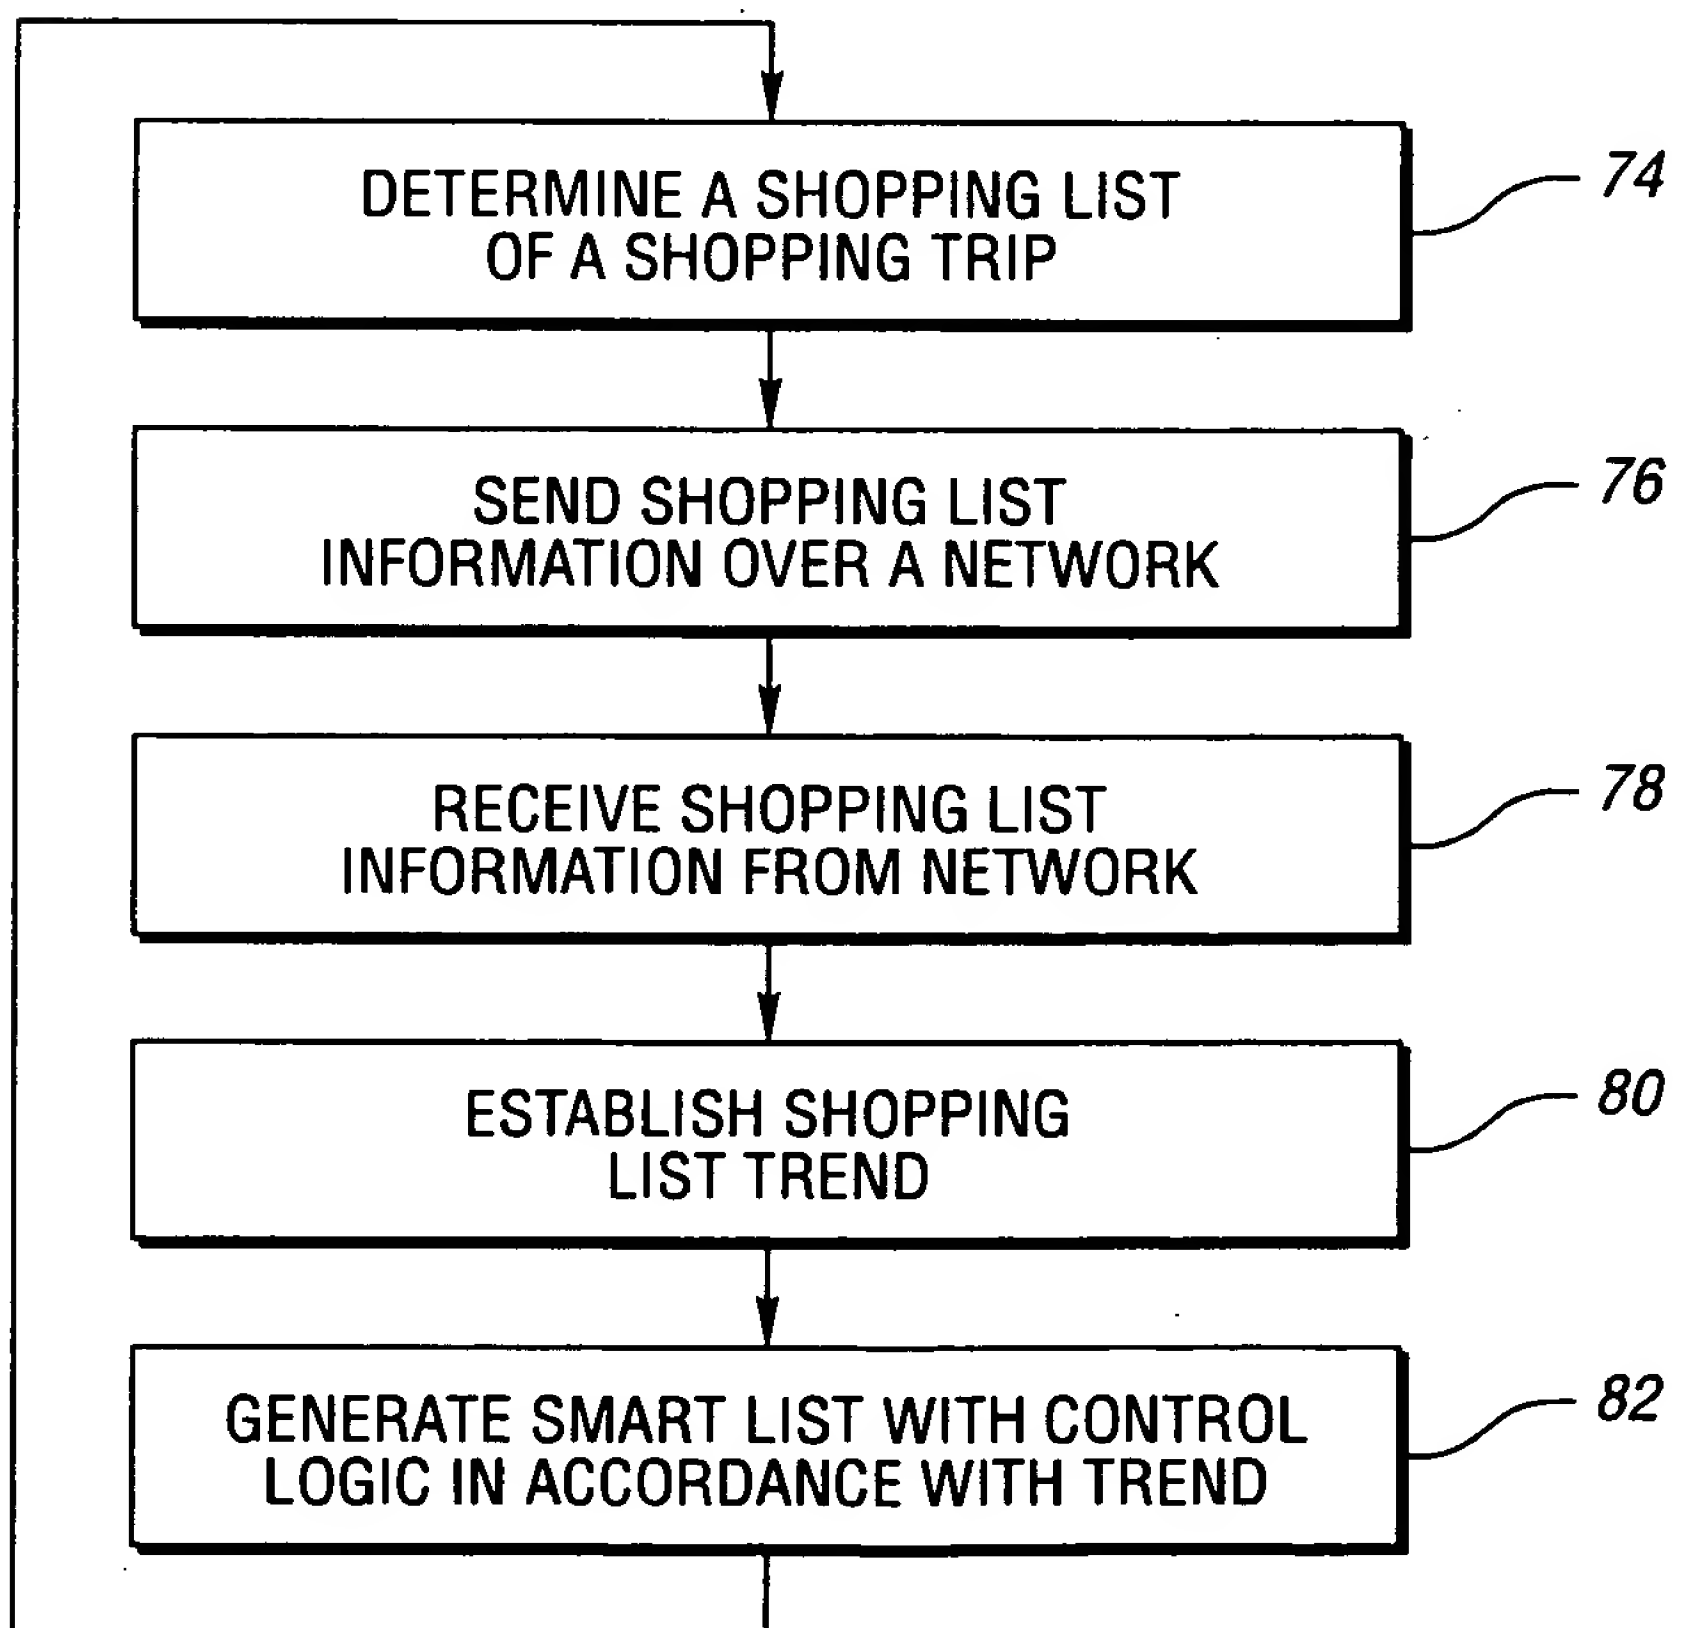 DETERMINE A SHOPPING LIST
OF A SHOPPING TRIP
74
SEND SHOPPING LIST
INFORMATION OVER A NETWORK
76
RECEIVE SHOPPING LIST
INFORMATION FROM NETWORK
78
ESTABLISH SHOPPING
LIST TREND
80
GENERATE SMART LIST WITH CONTROL
LOGIC IN ACCORDANCE WITH TREND
82